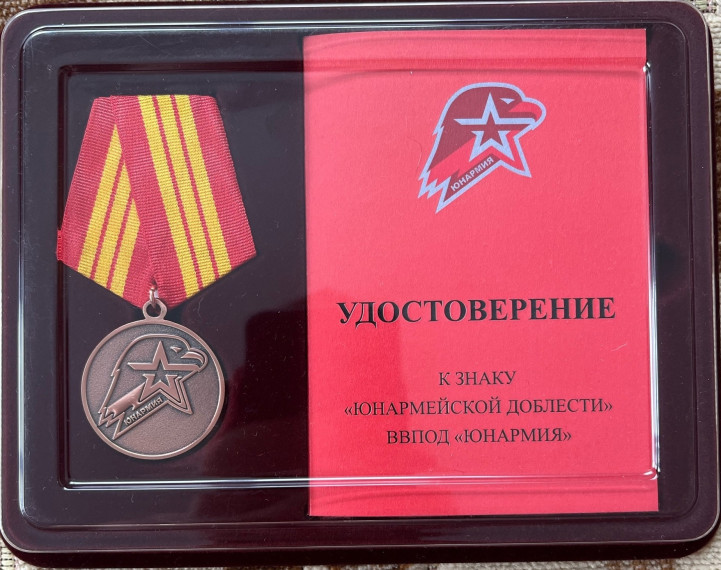 ЮНАРМИЯ
УДОСТОВЕРЕНИЕ
К ЗНАКУ
«ЮНАРМЕЙСКОЙ ДОБЛЕСТИ»
ВВПОД «ЮНАРМИЯ»
ЮНАРМИЯ